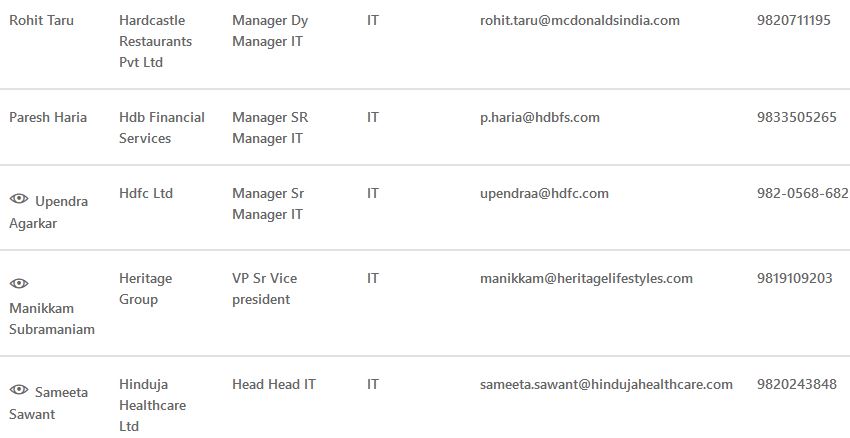 Rohit Taru Hardcastle Manager Dy IT rohit.taru@mcdonaldsindia.com 9820711195
Restaurants Manager IT
Pvt Ltd
Paresh Haria Hdb Financial Manager SR IT p.haria@hdbfs.com 9833505265
Services Manager IT
Upendra Hdfc Ltd Manager Sr IT upendraa@hdfc.com 982-0568-682
Agarkar Manager IT
Heritage VP Sr Vice IT manikkam@heritagelifestyles.com 9819109203
Manikkam Group president
Subramaniam
Sameeta Hinduja Head Head IT IT sameeta.sawant@hindujahealthcare.com 9820243848
Sawant Healthcare
Ltd